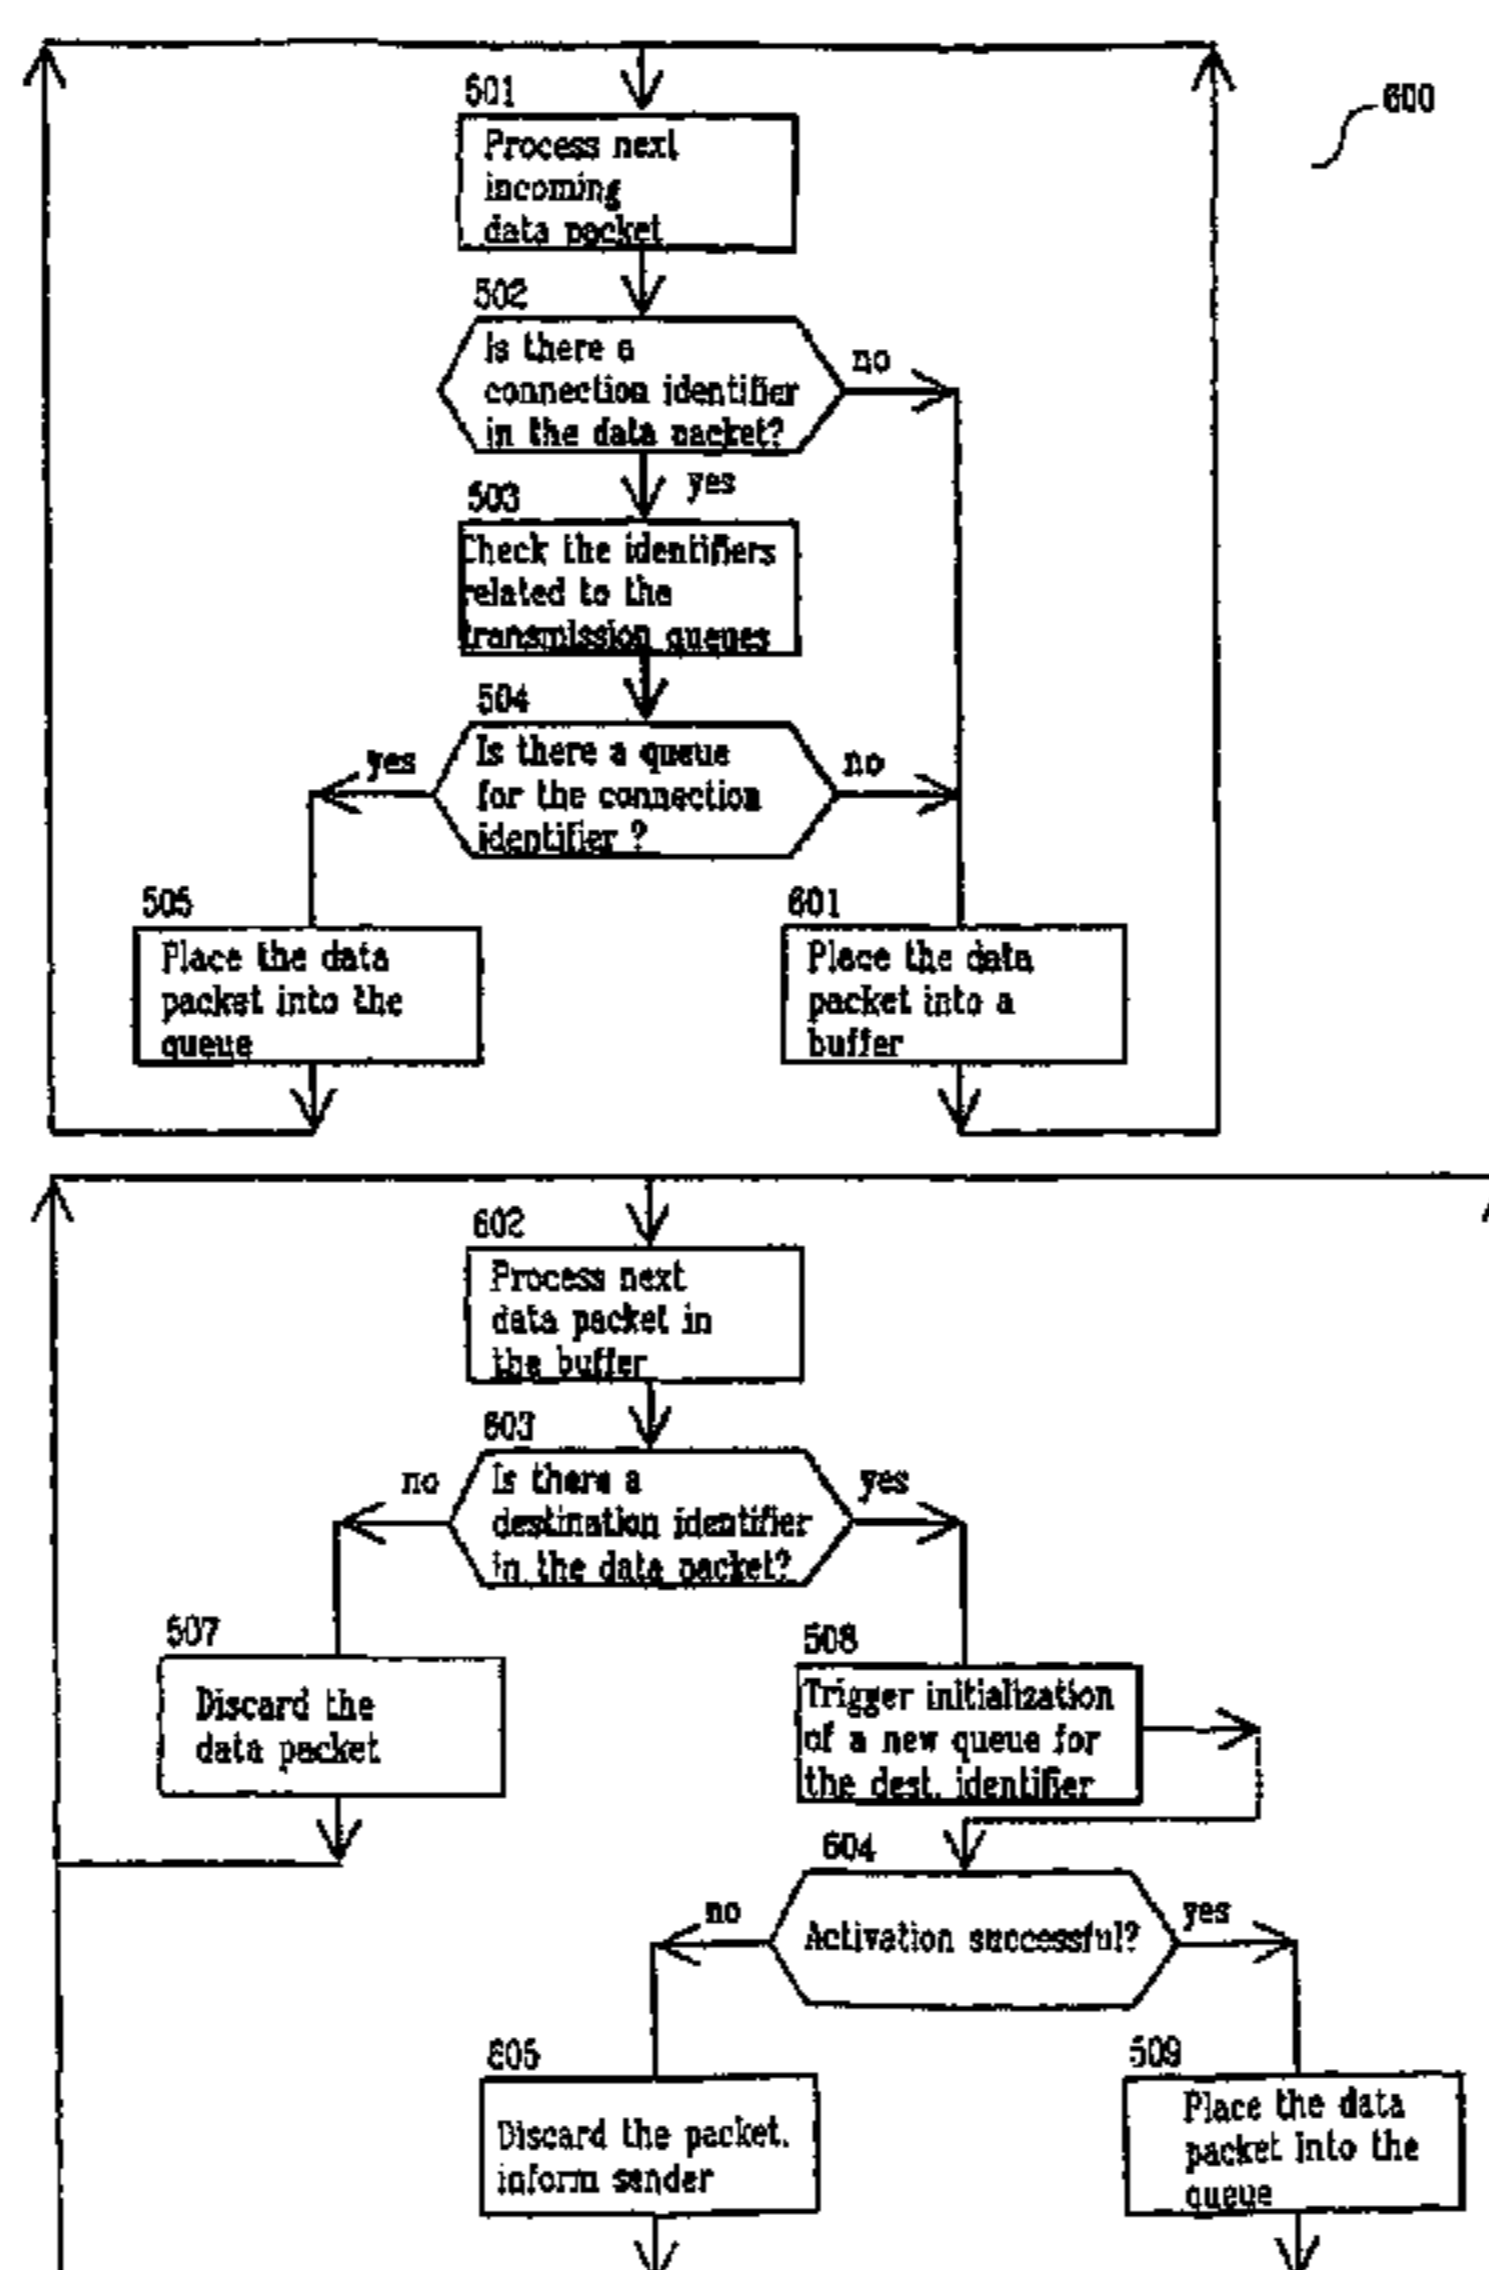 600
501
Process next
incoming
data packet
502
Is there a
connection identifier
in the data packet?
no
yes
503
Check the identifiers
related to the
transmission queues
504
Is there a queue
for the connection
identifier ?
yes
no
505
Place the data
packet into the
queue
601
Place the data
packet into a
buffer
602
Process next
data packet in
the buffer
603
Is there a
destination identifier
in the data packet?
no
yes
507
Discard the
data packet
508
Trigger initialization
of a new queue for
the dest. identifier
604
Activation successful?
no
yes
605
Discard the packet.
inform sender
509
Place the data
packet into the
queue